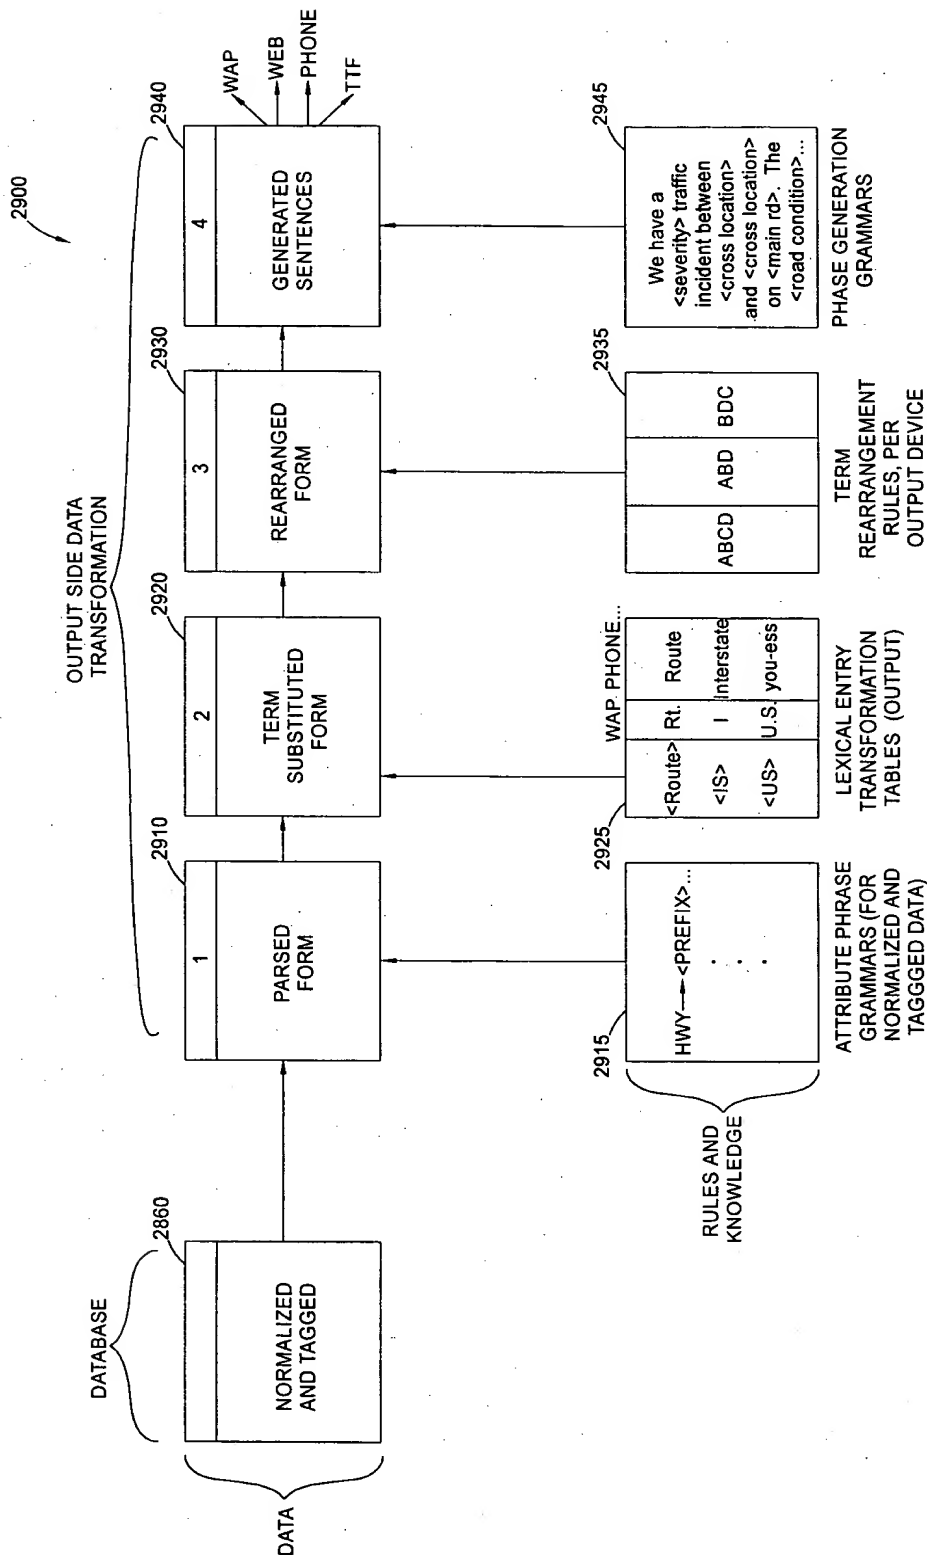 2900
DATABASE
OUTPUT SIDE DATA
TRANSFORMATION
2860
2910
2920
2930
2940
1
2
3
4
DATA
NORMALIZED
AND TAGGED
PARSED
FORM
TERM
SUBSTITUTED
FORM
REARRANGED
FORM
GENERATED
SENTENCES
WAP
WEB
PHONE
TTF
RULES AND
KNOWLEDGE
2915
HWY <PREFIX>...
ATTRIBUTE PHRASE
GRAMMARS (FOR
NORMALIZED AND
TAGGGED DATA)
2925
WAP PHONE...
<Route> Rt. Route
<IS> I Interstate
<US> U.S. you-ess
LEXICAL ENTRY
TRANSFORMATION
TABLES (OUTPUT)
2935
ABCD ABD BDC
TERM
REARRANGEMENT
RULES, PER
OUTPUT DEVICE
2945
We have a
<severity> traffic
incident between
<cross location>
and <cross location>
on <main rd>. The
<road condition>...
PHASE GENERATION
GRAMMARS